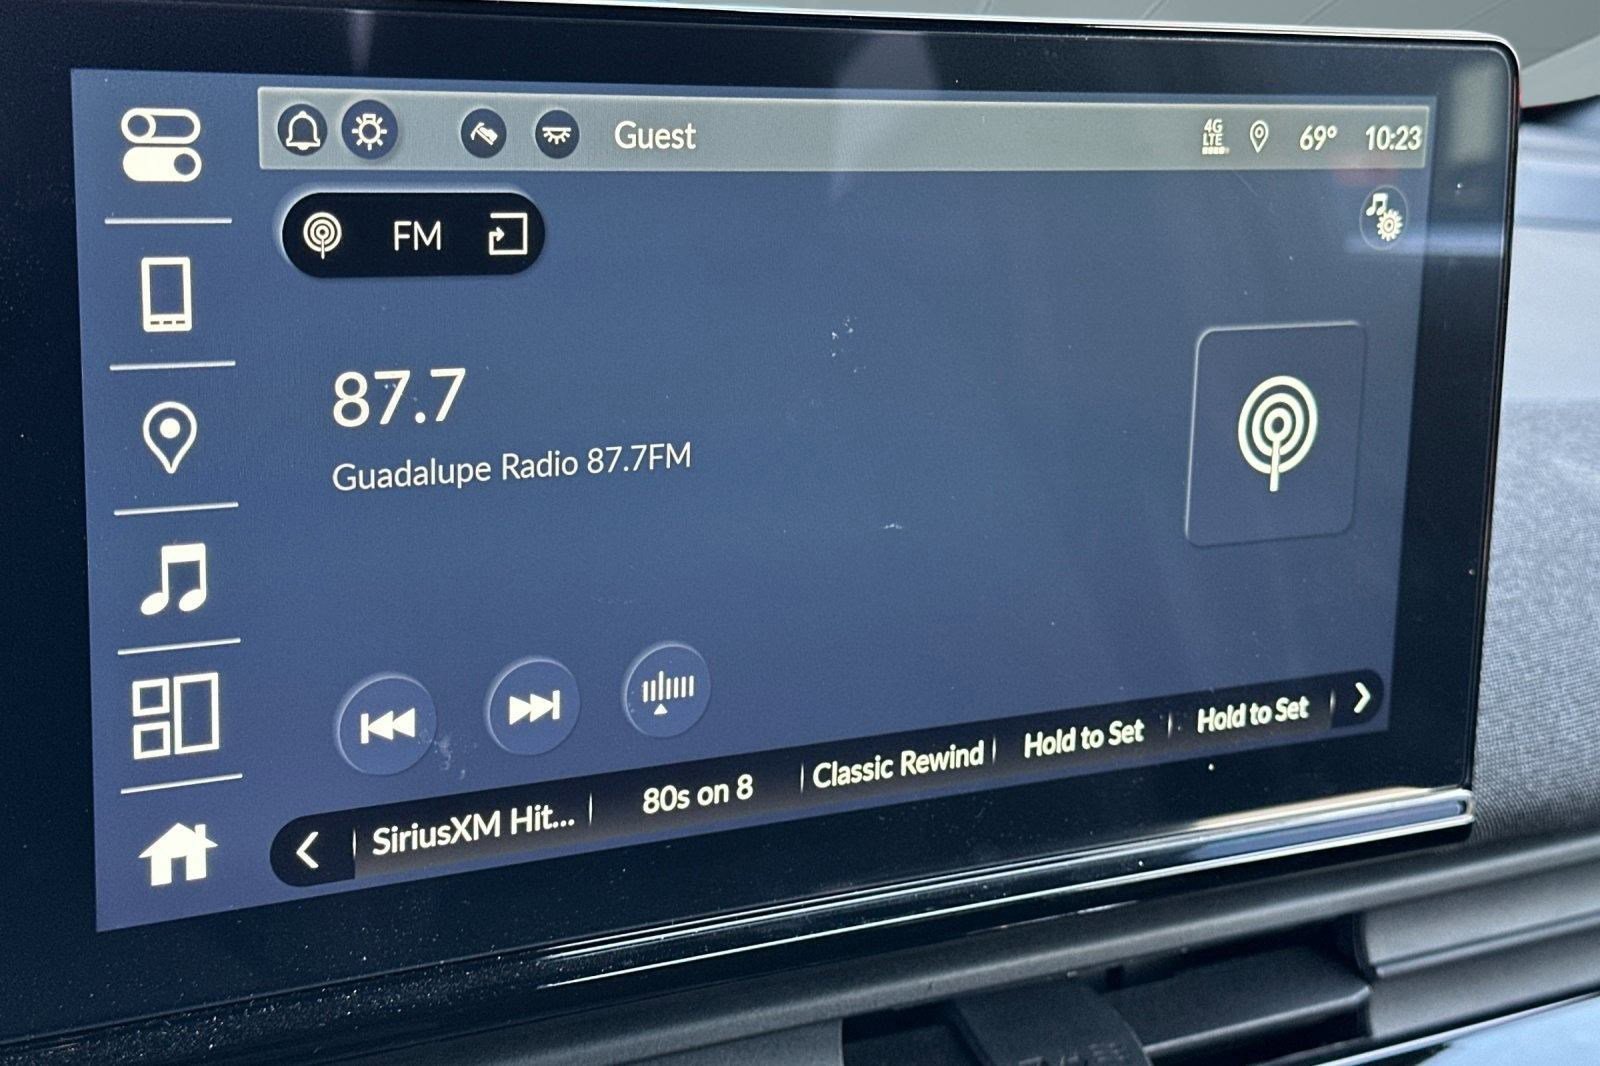 Guest
4G
LTE
69°
10:23
FM
87.7
Guadalupe Radio 87.7FM
SiriusXM Hit...
80s on 8
Classic Rewind
Hold to Set
Hold to Set